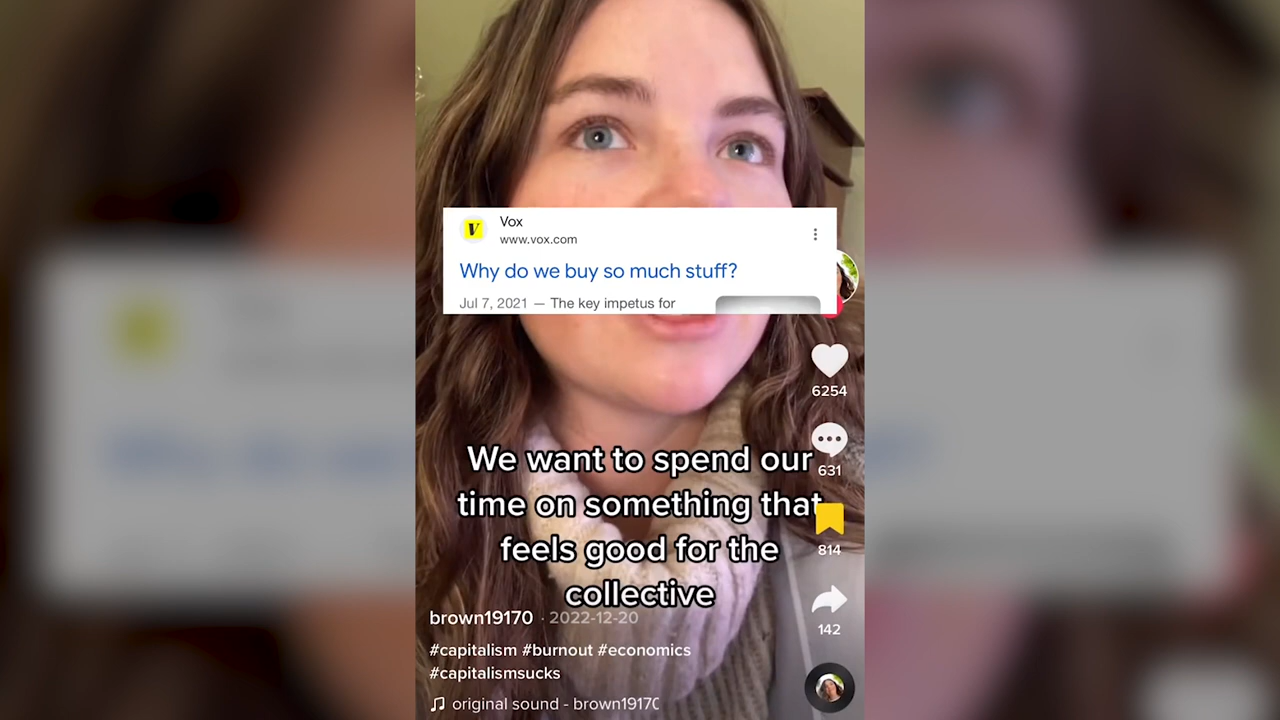 Vox
www.vox.com
Why do we buy so much stuff?
Jul 7, 2021 — The key impetus for
6254
We want to spend our
631
time on something that
feels good for the
814
collective
brown19170 · 2022-12-20
142
#capitalism #burnout #economics
#capitalismsucks
original sound - brown1917